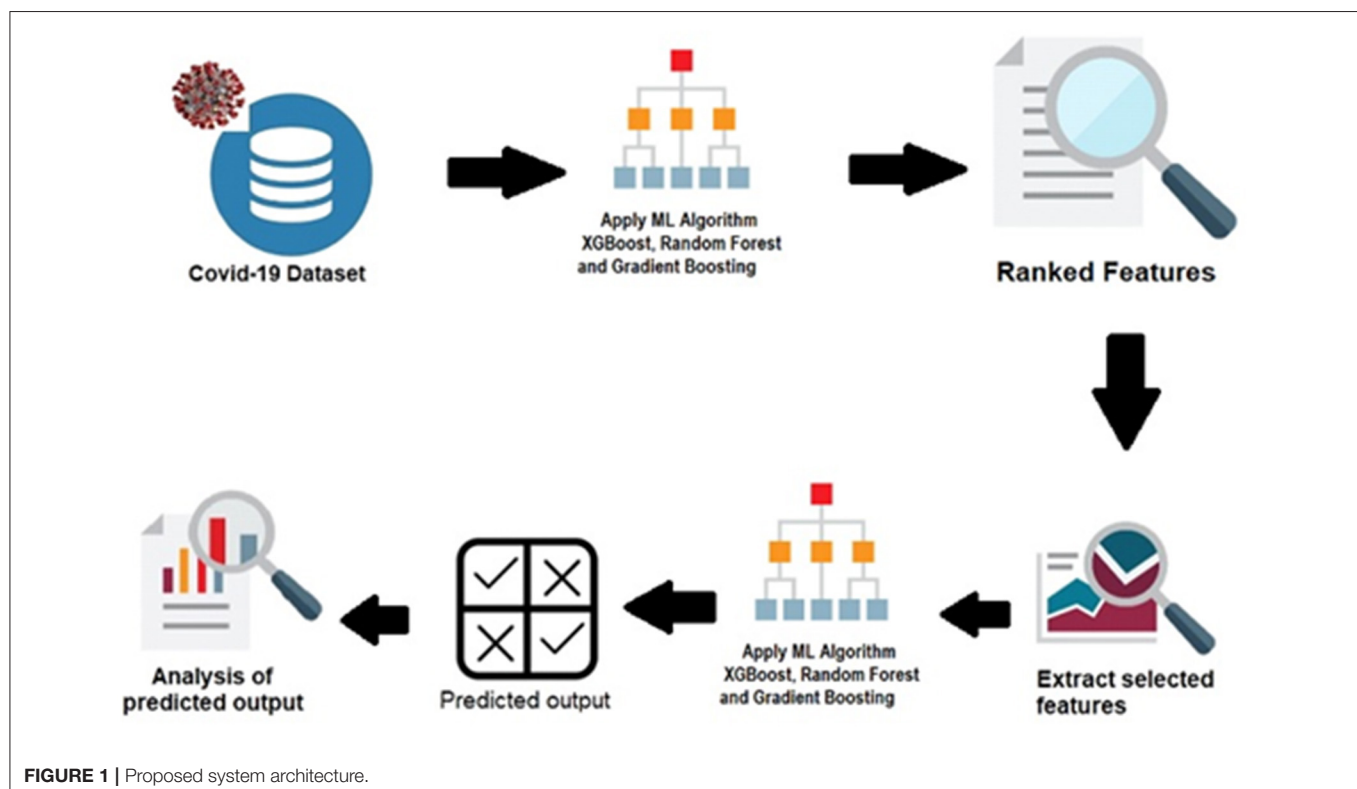 Covid-19 Dataset
Apply ML Algorithm
XGBoost, Random Forest
and Gradient Boosting
Ranked Features
Extract selected
features
Apply ML Algorithm
XGBoost, Random Forest
and Gradient Boosting
Predicted output
Analysis of
predicted output
FIGURE 1 | Proposed system architecture.